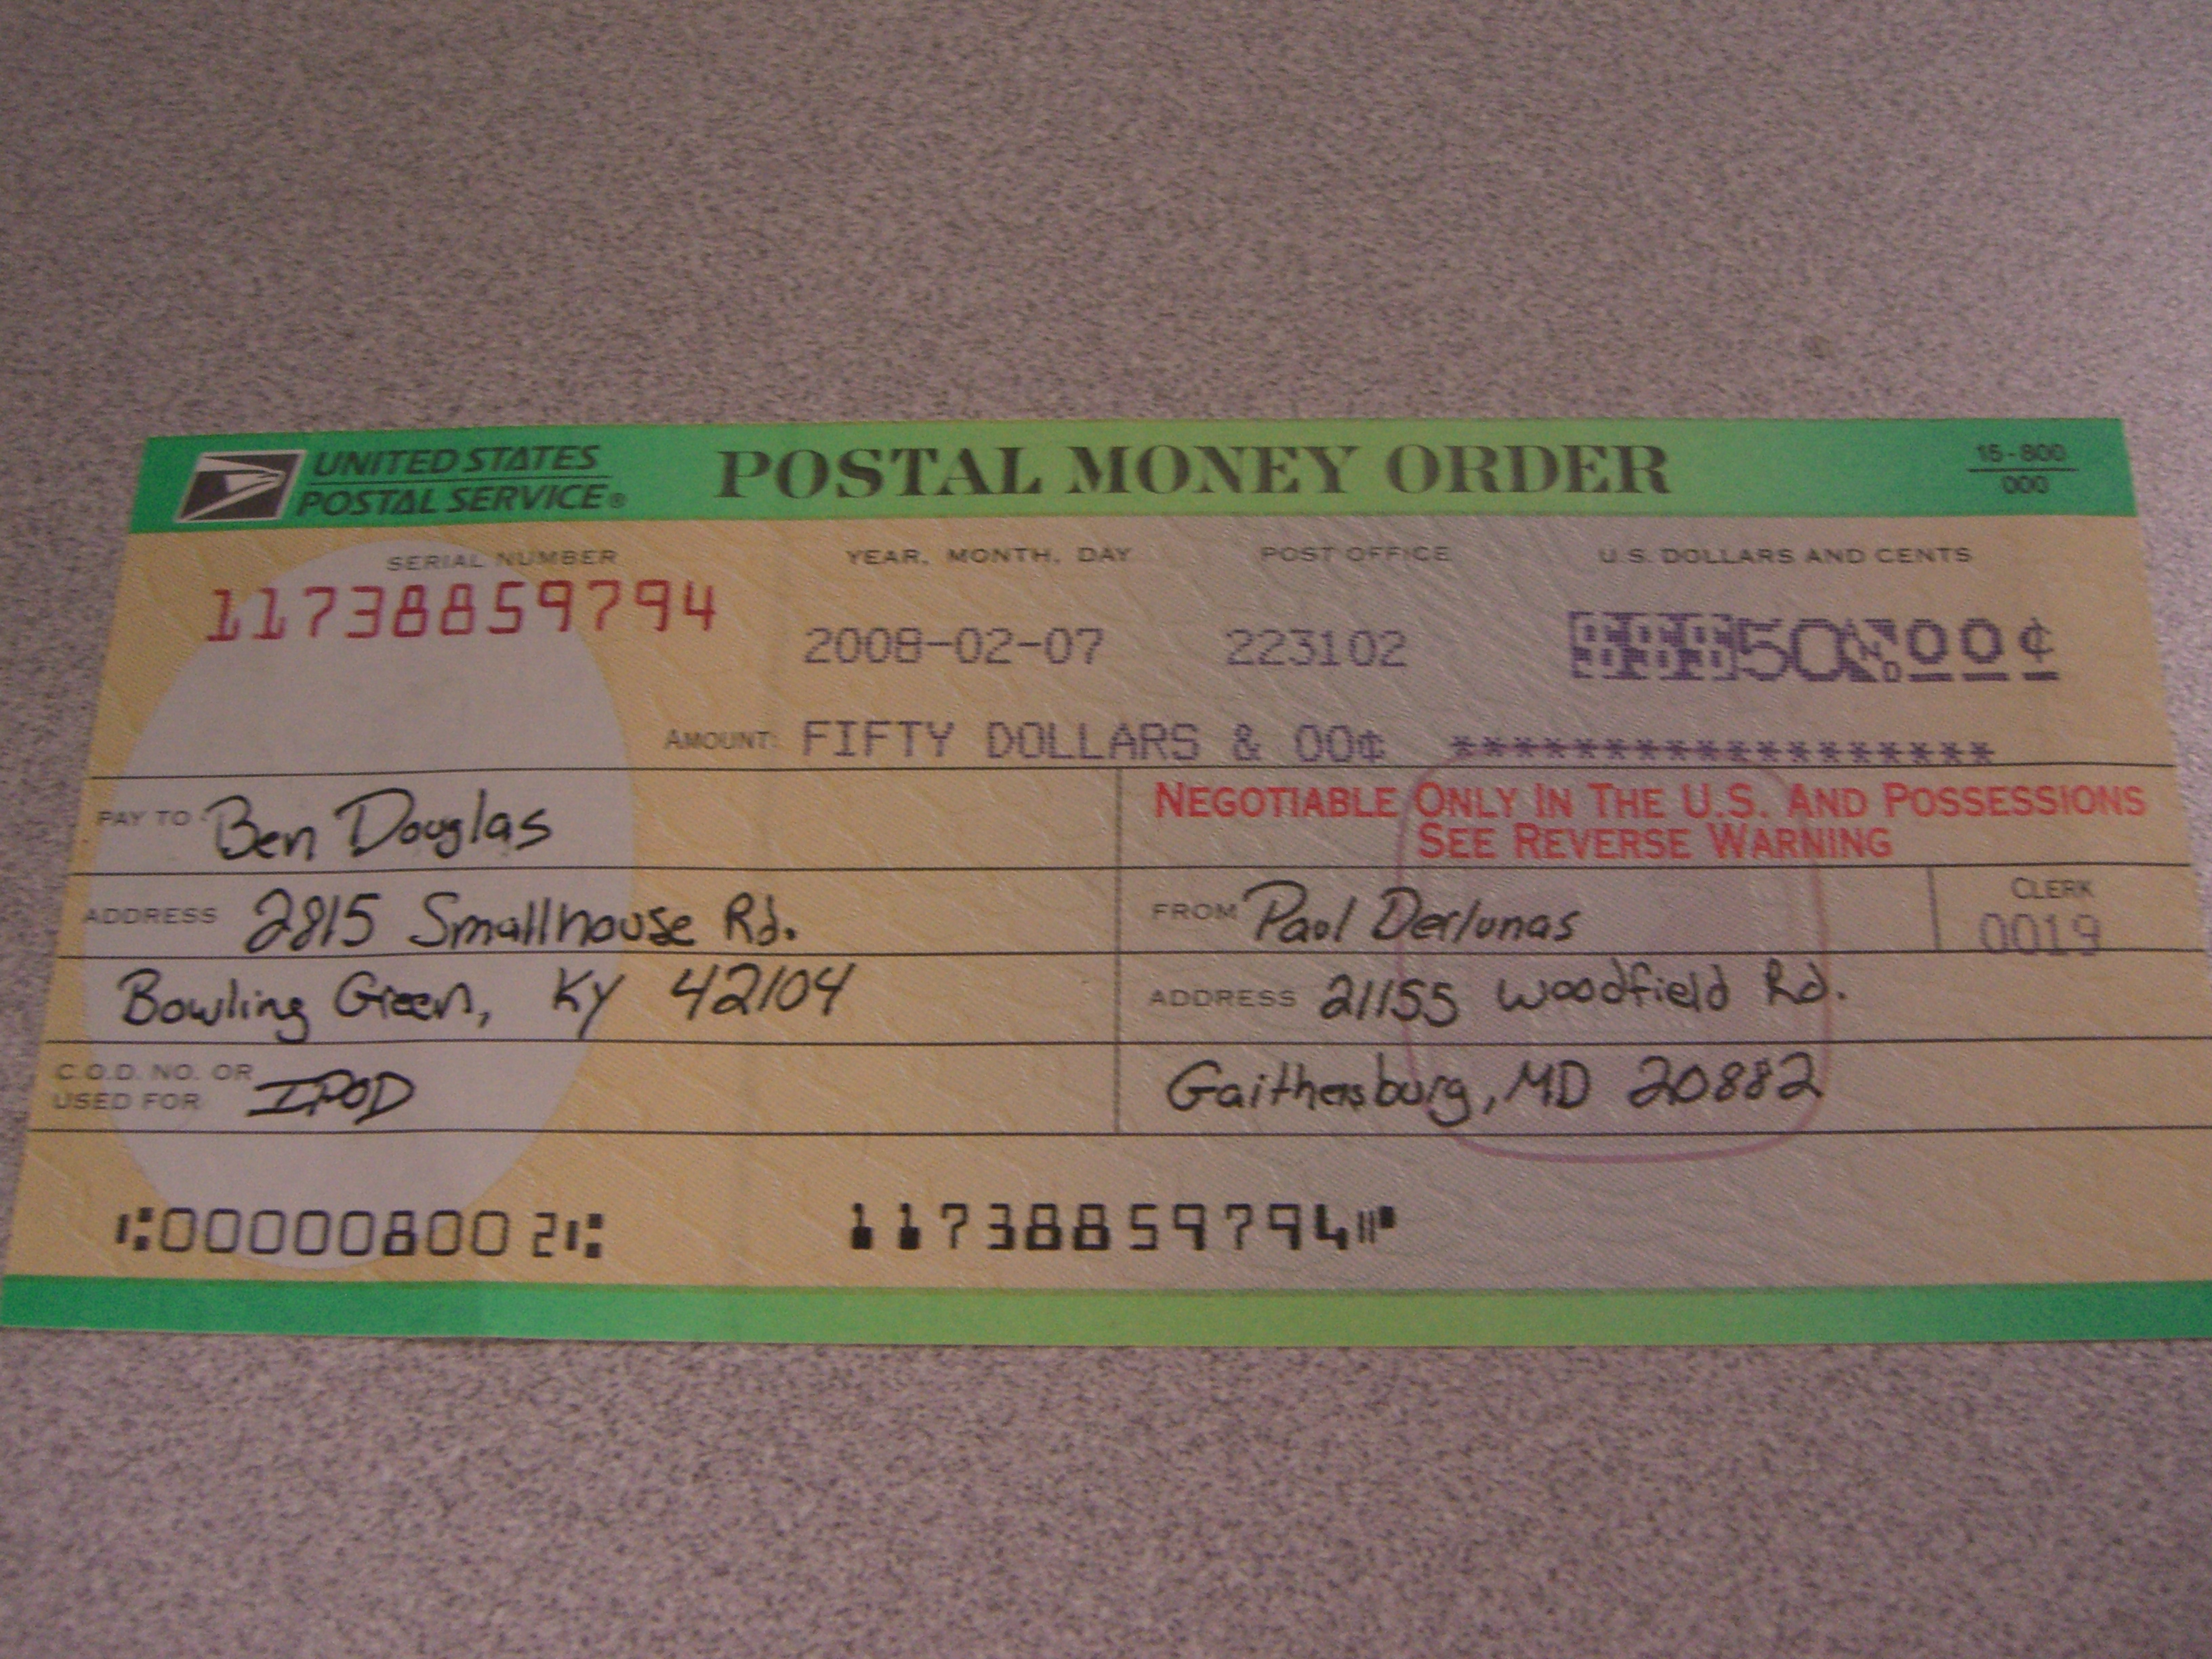 UNITED STATES POSTAL SERVICE®
POSTAL MONEY ORDER
15-800
000
SERIAL NUMBER
YEAR, MONTH, DAY
POST OFFICE
U.S. DOLLARS AND CENTS
11738859794
2008-02-07
223102
$$$50.00¢
AMOUNT: FIFTY DOLLARS & 00¢ ******************
PAY TO Ben Douglas
NEGOTIABLE ONLY IN THE U.S. AND POSSESSIONS
SEE REVERSE WARNING
ADDRESS 2815 Smallhouse Rd.
Bowling Green, KY 42104
C.O.D. NO. OR
USED FOR IPOD
FROM Paul Derlunas
CLERK
0019
ADDRESS 21155 Woodfield Rd.
Gaithersburg, MD 20882
000008002
11738859794